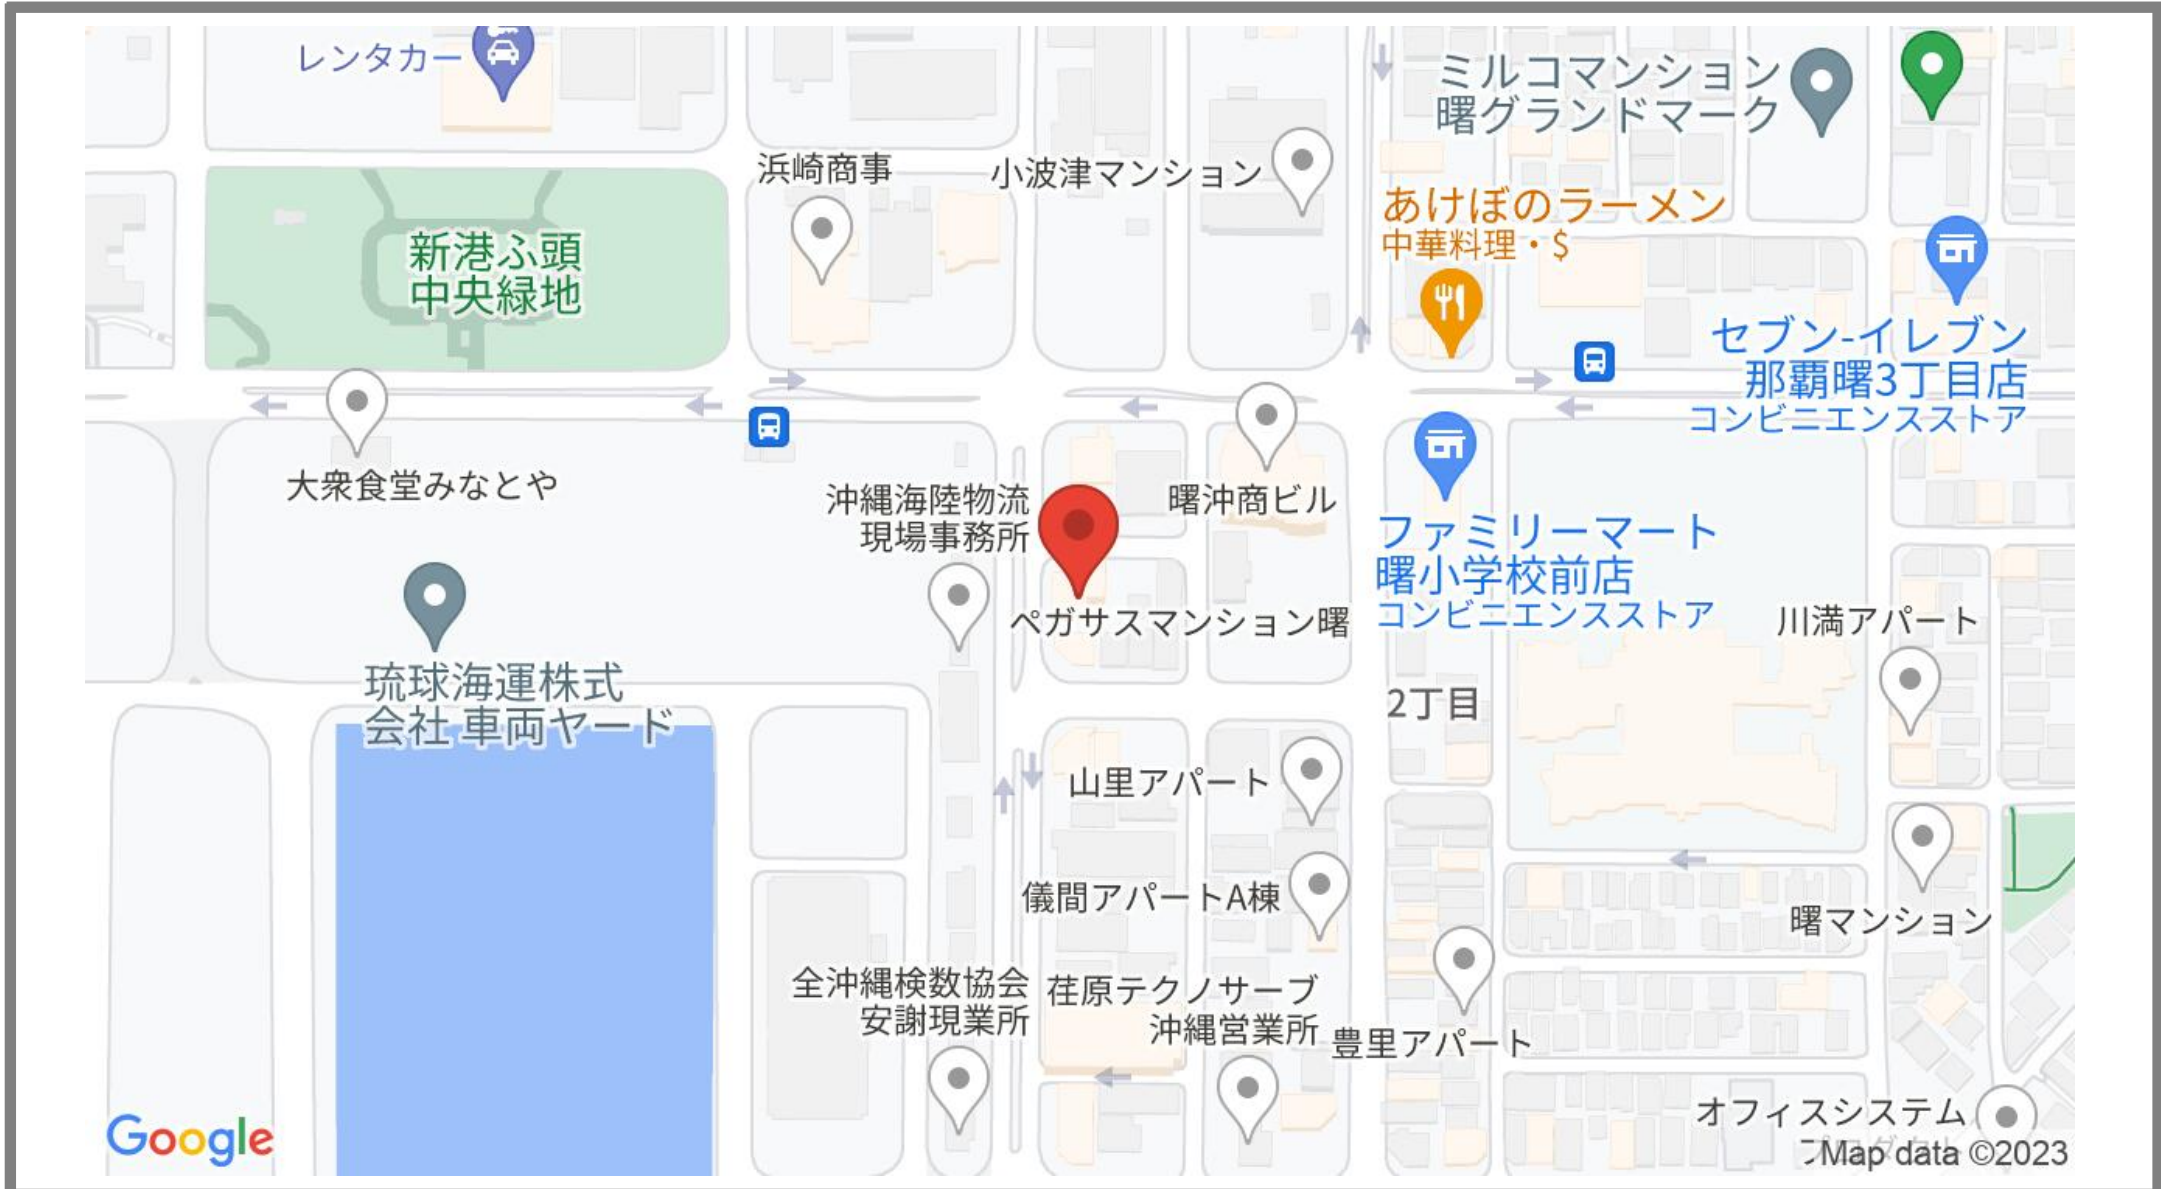 レンタカー
ミルコマンション
曙グランドマーク
浜崎商事
小波津マンション
あけぼのラーメン
中華料理・$
新港ふ頭
中央緑地
セブン-イレブン
那覇曙3丁目店
コンビニエンスストア
大衆食堂みなとや
沖縄海陸物流
現場事務所
曙沖商ビル
ファミリーマート
曙小学校前店
コンビニエンスストア
ペガサスマンション曙
川満アパート
琉球海運株式
会社 車両ヤード
2丁目
山里アパート
儀間アパートA棟
曙マンション
全沖縄検数協会
安謝現業所
荏原テクノサーブ
沖縄営業所
豊里アパート
オフィスシステム
Google
Map data ©2023